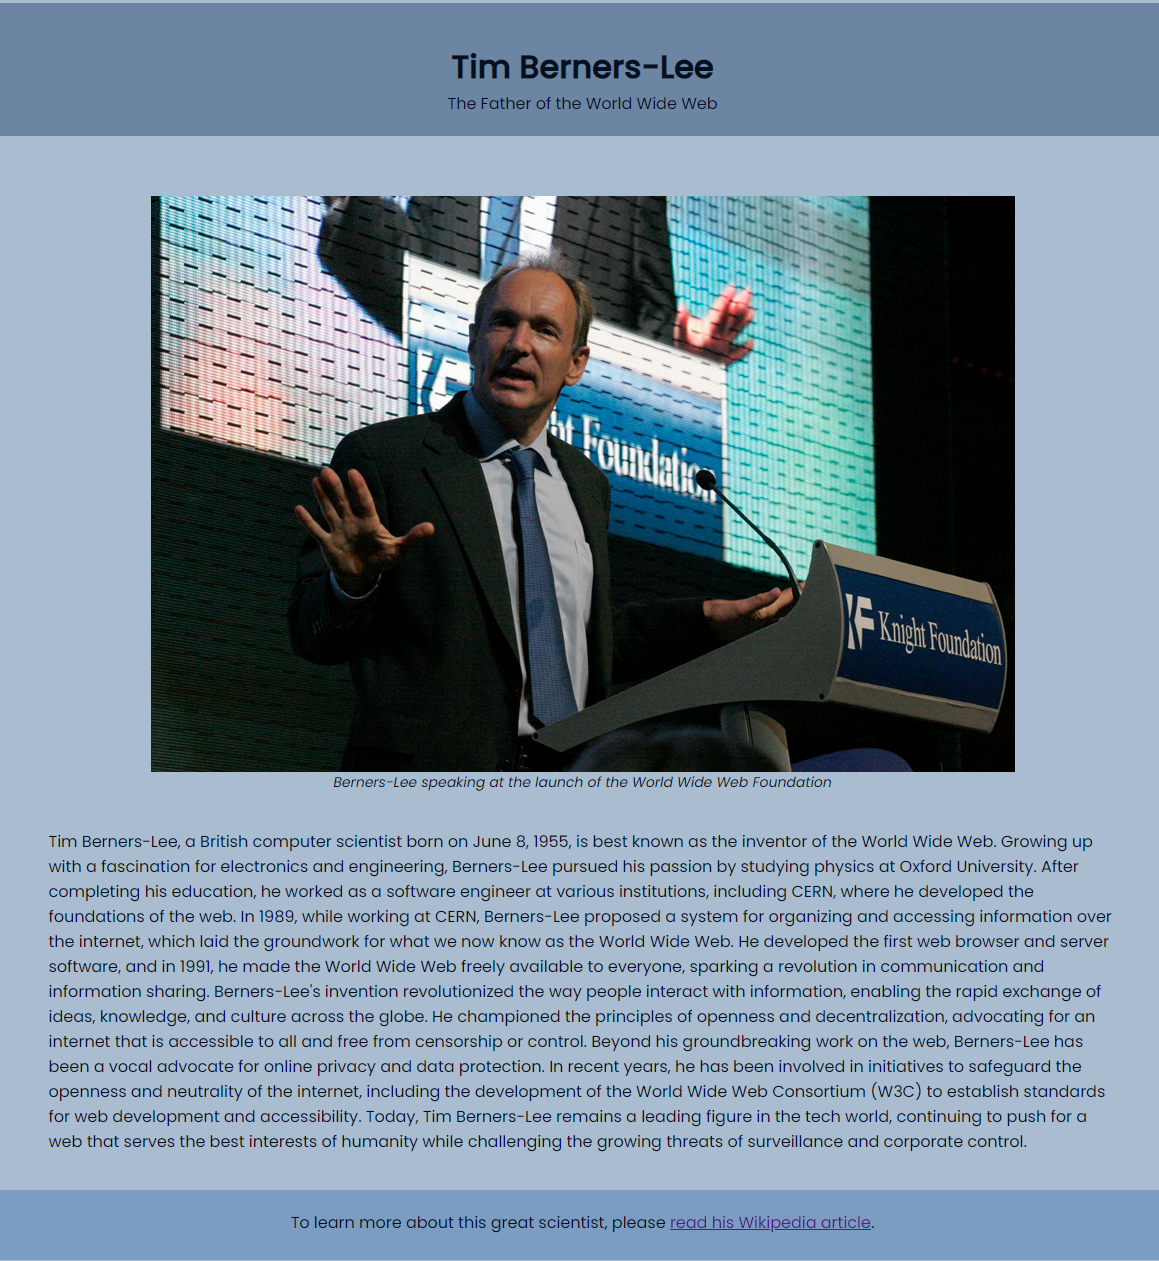 Tim Berners-Lee
The Father of the World Wide Web
Knight Foundation
Berners-Lee speaking at the launch of the World Wide Web Foundation
Tim Berners-Lee, a British computer scientist born on June 8, 1955, is best known as the inventor of the World Wide Web. Growing up
with a fascination for electronics and engineering, Berners-Lee pursued his passion by studying physics at Oxford University. After
completing his education, he worked as a software engineer at various institutions, including CERN, where he developed the
foundations of the web. In 1989, while working at CERN, Berners-Lee proposed a system for organizing and accessing information over
the internet, which laid the groundwork for what we now know as the World Wide Web. He developed the first web browser and server
software, and in 1991, he made the World Wide Web freely available to everyone, sparking a revolution in communication and
information sharing. Berners-Lee's invention revolutionized the way people interact with information, enabling the rapid exchange of
ideas, knowledge, and culture across the globe. He championed the principles of openness and decentralization, advocating for an
internet that is accessible to all and free from censorship or control. Beyond his groundbreaking work on the web, Berners-Lee has
been a vocal advocate for online privacy and data protection. In recent years, he has been involved in initiatives to safeguard the
openness and neutrality of the internet, including the development of the World Wide Web Consortium (W3C) to establish standards
for web development and accessibility. Today, Tim Berners-Lee remains a leading figure in the tech world, continuing to push for a
web that serves the best interests of humanity while challenging the growing threats of surveillance and corporate control.
To learn more about this great scientist, please read his Wikipedia article.